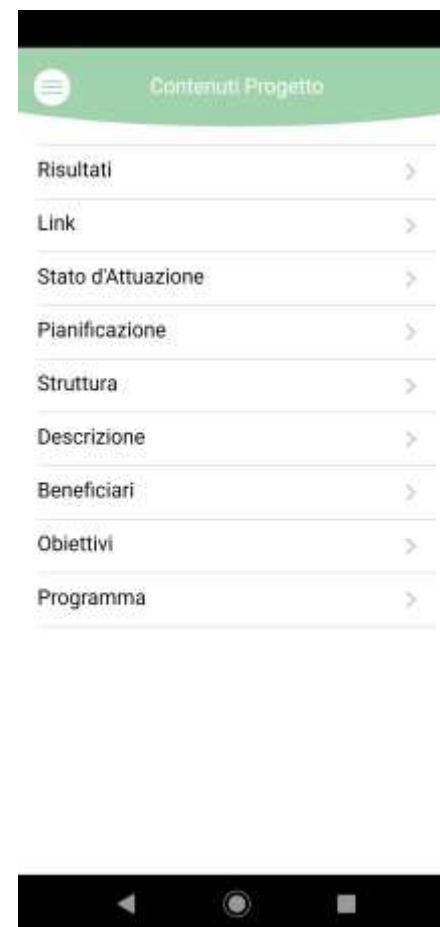 Contenuti Progetto
Risultati
Link
Stato d'Attuazione
Pianificazione
Struttura
Descrizione
Beneficiari
Obiettivi
Programma